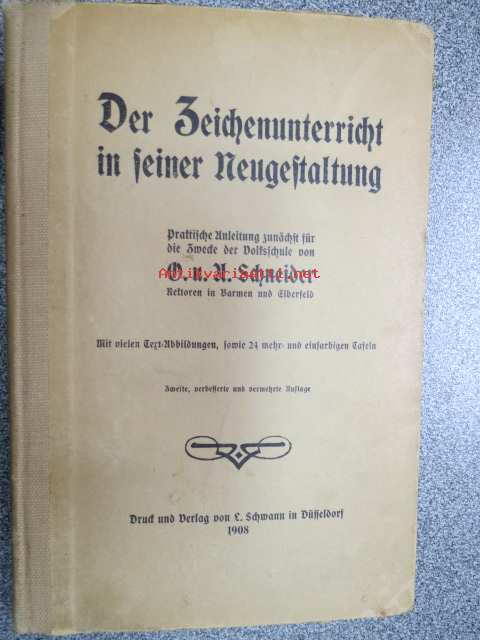 Der Zeichenunterricht
in seiner Neugestaltung
Praktische Anleitung zunächst für
die Zwecke der Volksschule von
O. u. A. Schneider
Rektoren in Barmen und Elberfeld
Mit vielen Text-Abbildungen, sowie 24 mehr- und einfarbigen Tafeln
Zweite, verbesserte und vermehrte Auflage
Druck und Verlag von L. Schwann in Düsseldorf
1908